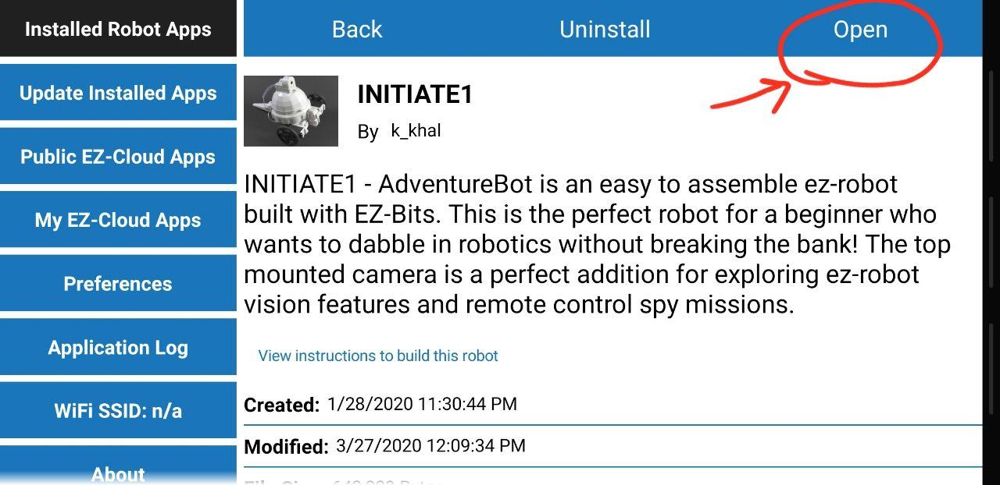 Installed Robot Apps
Back
Uninstall
Open
Update Installed Apps
Public EZ-Cloud Apps
My EZ-Cloud Apps
Preferences
Application Log
WiFi SSID: n/a
About
INITIATE1
By k_khal
INITIATE1 - AdventureBot is an easy to assemble ez-robot
built with EZ-Bits. This is the perfect robot for a beginner who
wants to dabble in robotics without breaking the bank! The top
mounted camera is a perfect addition for exploring ez-robot
vision features and remote control spy missions.
View instructions to build this robot
Created: 1/28/2020 11:30:44 PM
Modified: 3/27/2020 12:09:34 PM